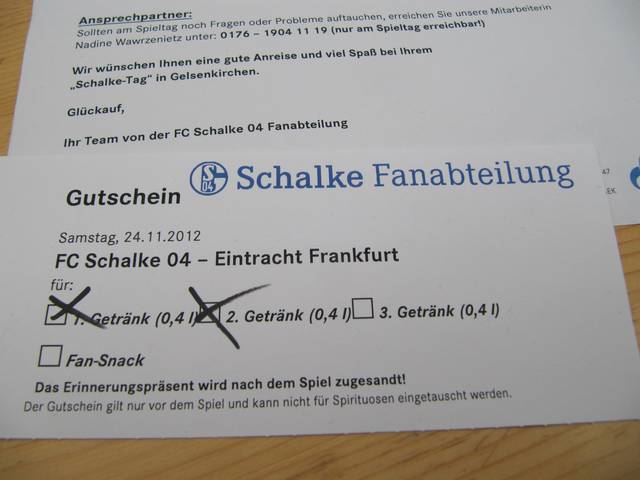 Ansprechpartner:
Sollten am Spieltag noch Fragen oder Probleme auftauchen, erreichen Sie unsere Mitarbeiterin
Nadine Wawrzenietz unter: 0176 – 1904 11 19 (nur am Spieltag erreichbar!)
Wir wünschen Ihnen eine gute Anreise und viel Spaß bei Ihrem
„Schalke-Tag" in Gelsenkirchen.
Glückauf,
Ihr Team von der FC Schalke 04 Fanabteilung
47
EK
Gutschein S 04 Schalke Fanabteilung
Samstag, 24.11.2012
FC Schalke 04 – Eintracht Frankfurt
für:
1. Getränk (0,4 l) 2. Getränk (0,4 l) 3. Getränk (0,4 l)
Fan-Snack
Das Erinnerungspräsent wird nach dem Spiel zugesandt!
Der Gutschein gilt nur vor dem Spiel und kann nicht für Spirituosen eingetauscht werden.